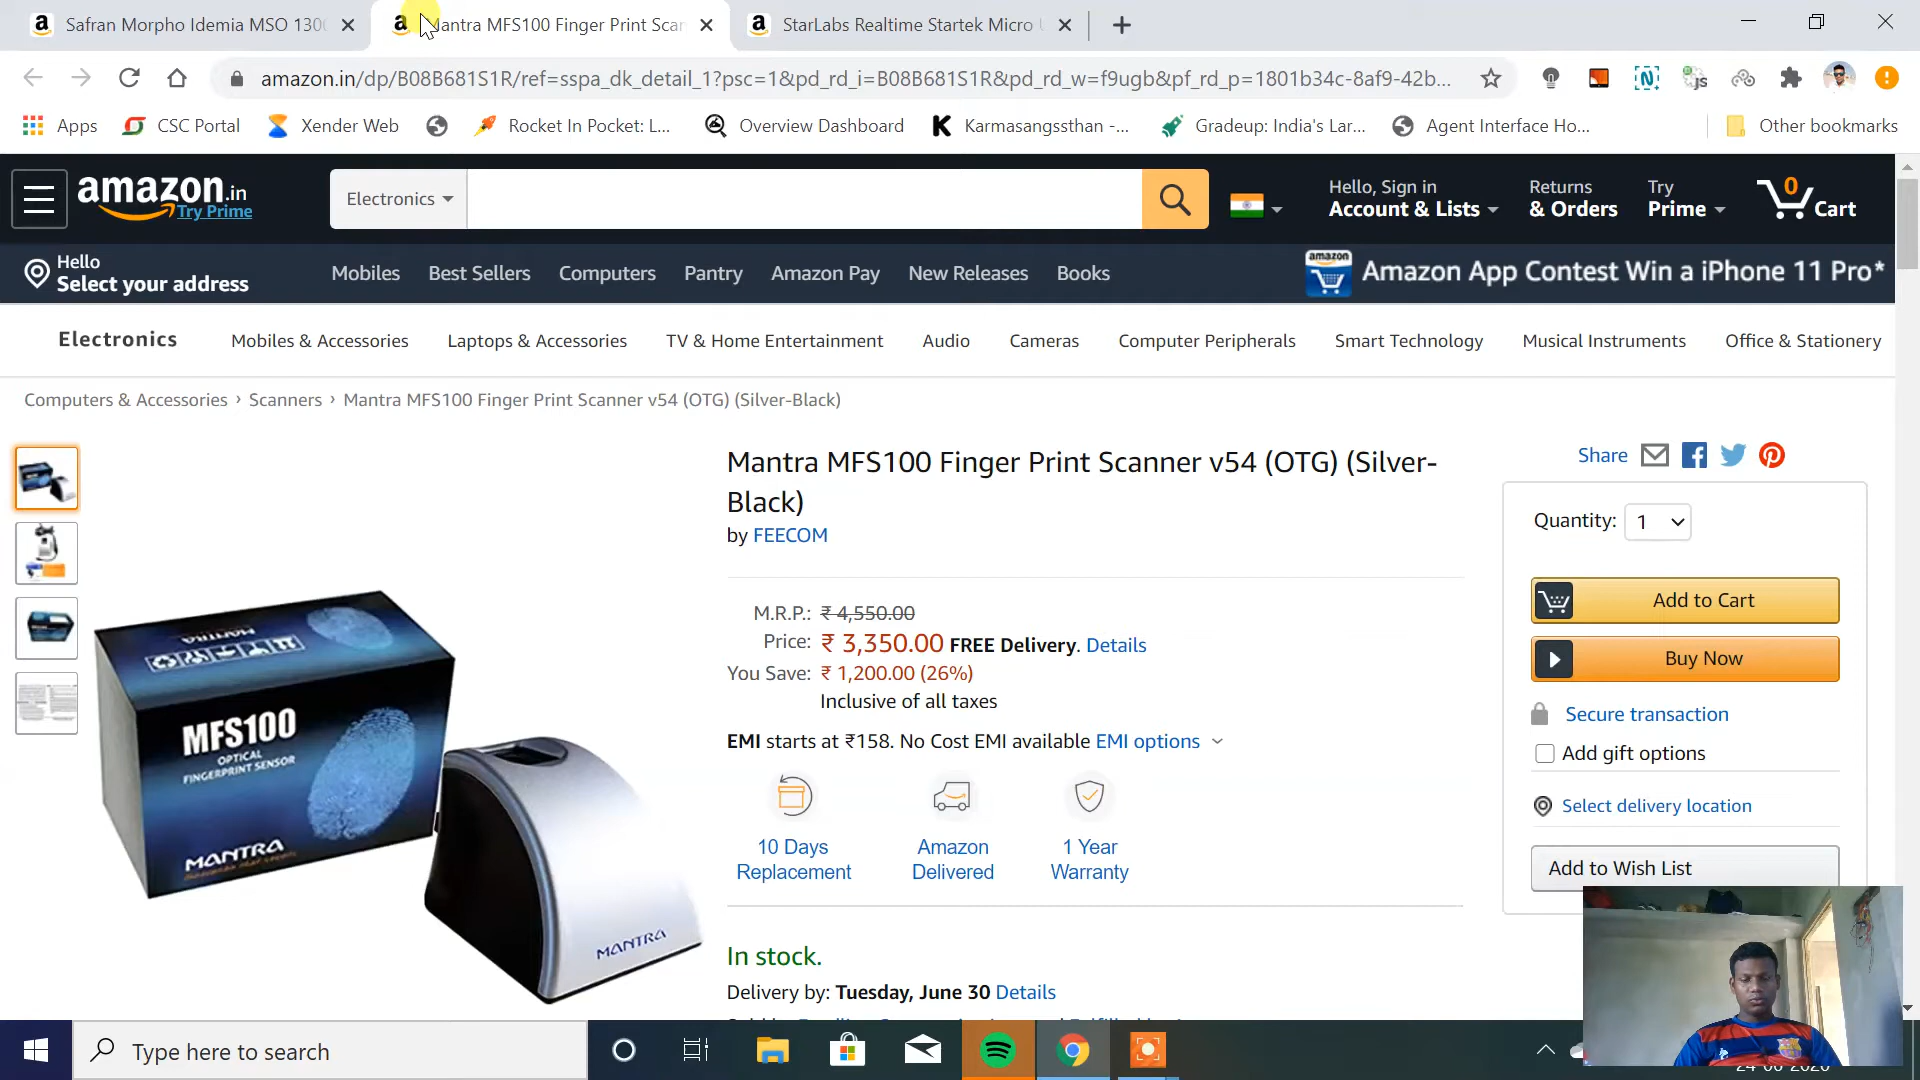 Safran Morpho Idemia MSO 130
Mantra MFS100 Finger Print Scar
StarLabs Realtime Startek Micro
amazon.in/dp/B08B681S1R/ref=sspa_dk_detail_1?psc=1&pd_rd_i=B08B681S1R&pd_rd_w=f9ugb&pf_rd_p=1801b34c-8af9-42b...
Apps
CSC Portal
Xender Web
Rocket In Pocket: L...
Overview Dashboard
Karmasangssthan -...
Gradeup: India's Lar...
Agent Interface Ho...
Other bookmarks
amazon.in
Try Prime
Electronics
Hello, Sign in
Account & Lists
Returns
& Orders
Try
Prime
0
Cart
Hello
Select your address
Mobiles
Best Sellers
Computers
Pantry
Amazon Pay
New Releases
Books
amazon
Amazon App Contest Win a iPhone 11 Pro*
Electronics
Mobiles & Accessories
Laptops & Accessories
TV & Home Entertainment
Audio
Cameras
Computer Peripherals
Smart Technology
Musical Instruments
Office & Stationery
Computers & Accessories › Scanners › Mantra MFS100 Finger Print Scanner v54 (OTG) (Silver-Black)
Mantra MFS100 Finger Print Scanner v54 (OTG) (Silver-
Black)
by FEECOM
Share
Quantity: 1
M.R.P.: ₹ 4,550.00
Price: ₹ 3,350.00 FREE Delivery. Details
You Save: ₹ 1,200.00 (26%)
Inclusive of all taxes
EMI starts at ₹158. No Cost EMI available EMI options
10 Days
Replacement
Amazon
Delivered
1 Year
Warranty
In stock.
Delivery by: Tuesday, June 30 Details
Add to Cart
Buy Now
Secure transaction
Add gift options
Select delivery location
Add to Wish List
MANTRA
MFS100
OPTICAL
FINGERPRINT SENSOR
MANTRA
MANTRA
Type here to search